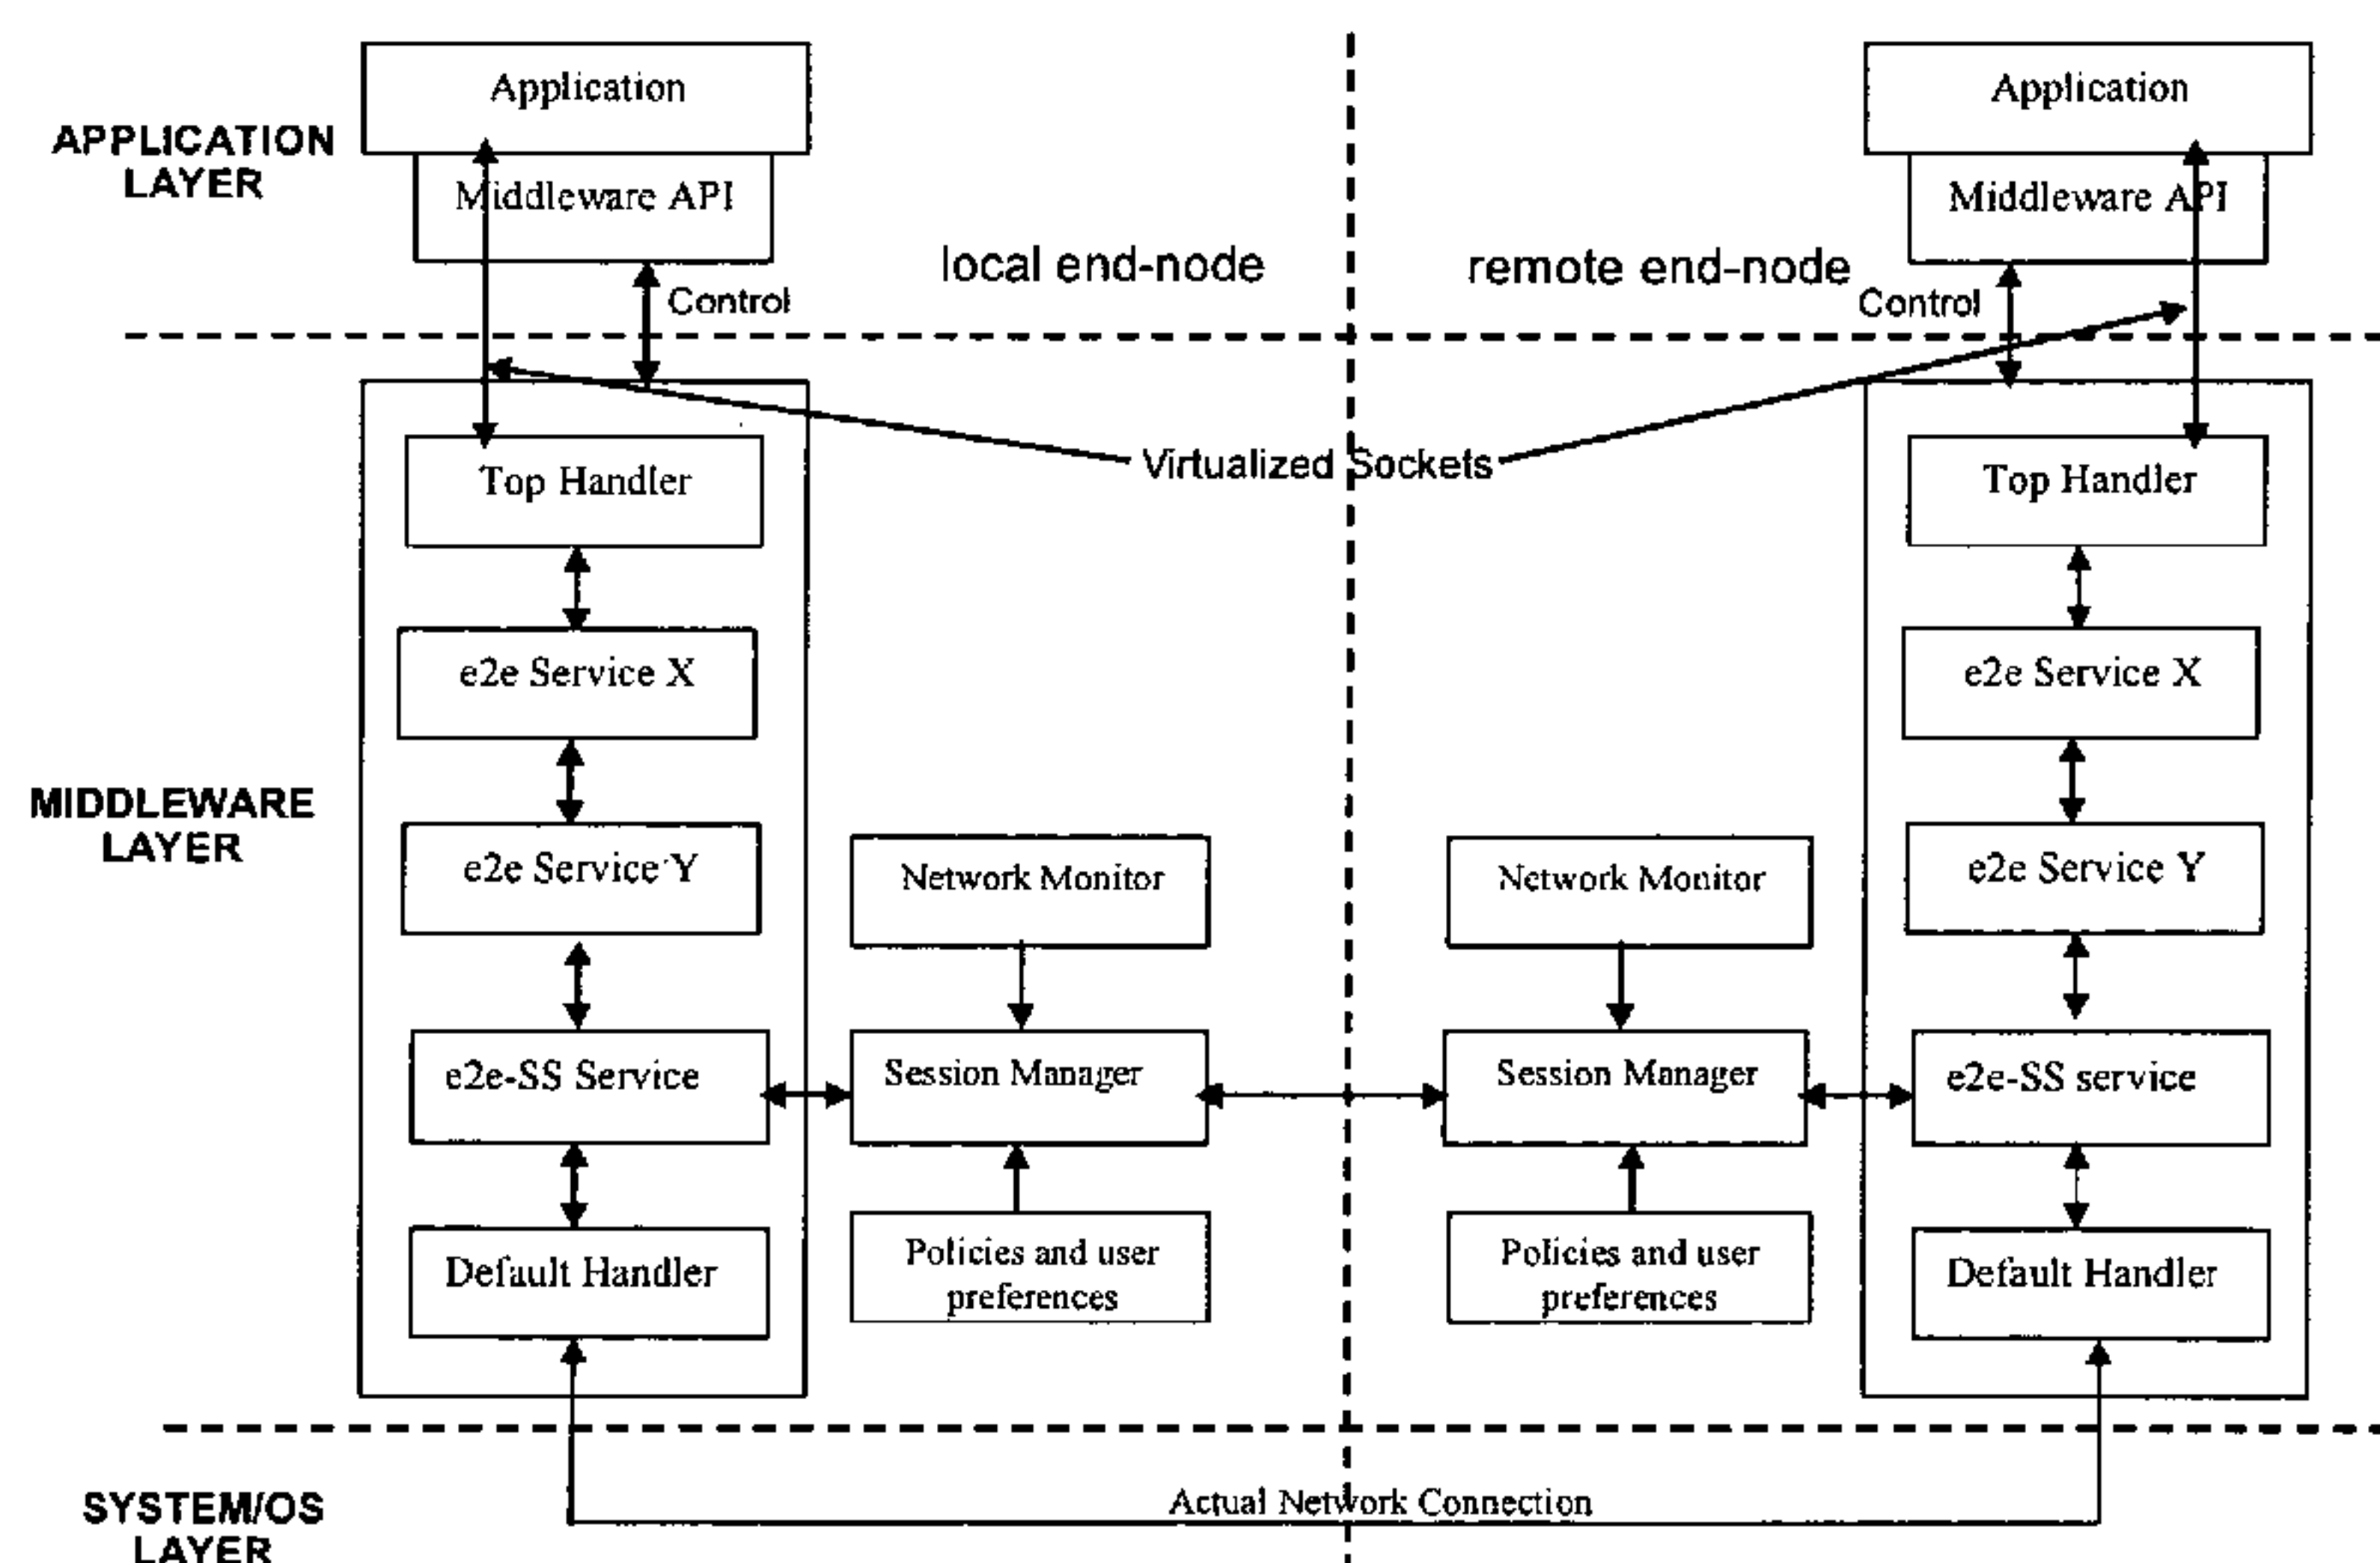 Application
Application
APPLICATION
LAYER
Middleware API
Middleware API
local end-node
remote end-node
Control
Control
Virtualized Sockets
Top Handler
Top Handler
e2e Service X
e2e Service X
MIDDLEWARE
LAYER
e2e Service Y
Network Monitor
Network Monitor
e2e Service Y
e2e-SS Service
Session Manager
Session Manager
e2e-SS service
Default Handler
Policies and user
preferences
Policies and user
preferences
Default Handler
SYSTEM/OS
LAYER
Actual Network Connection